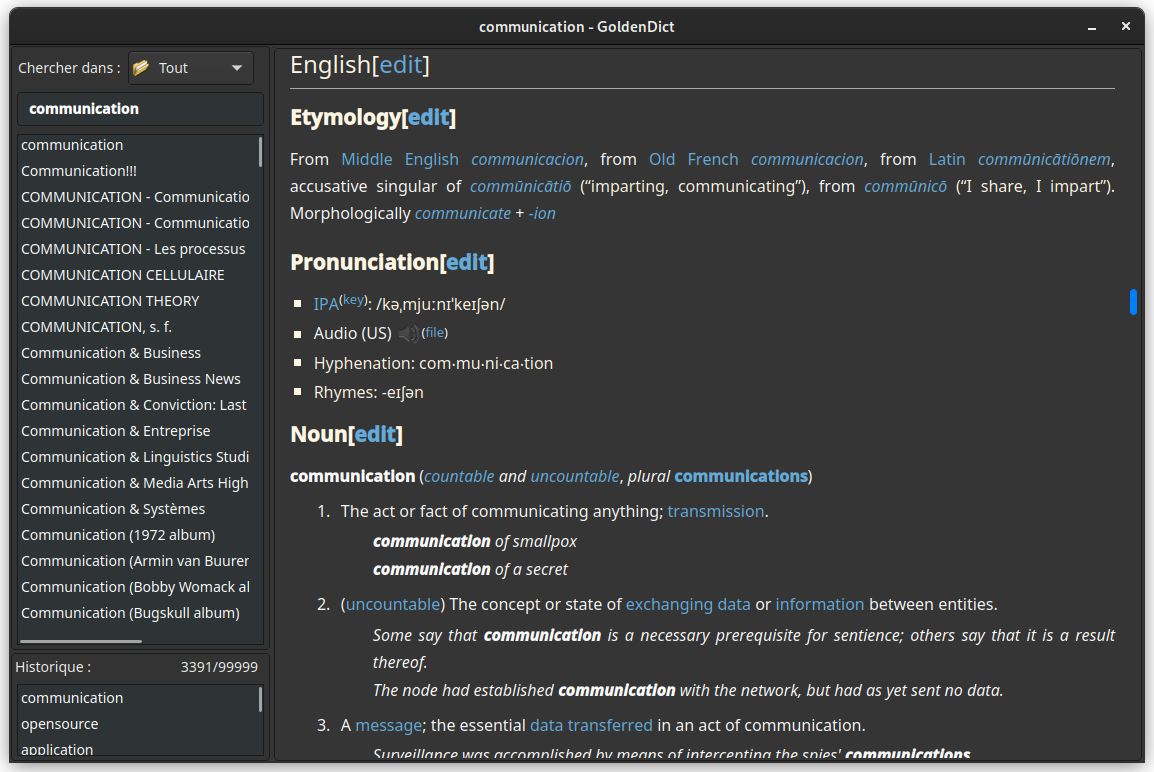 communication - GoldenDict
Chercher dans :
Tout
communication
communication
Communication!!!
COMMUNICATION - Communicatio
COMMUNICATION - Communicatio
COMMUNICATION - Les processus
COMMUNICATION CELLULAIRE
COMMUNICATION THEORY
COMMUNICATION, s. f.
Communication & Business
Communication & Business News
Communication & Conviction: Last
Communication & Entreprise
Communication & Linguistics Studi
Communication & Media Arts High
Communication & Systèmes
Communication (1972 album)
Communication (Armin van Buuren
Communication (Bobby Womack al
Communication (Bugskull album)
Historique : 3391/99999
communication
opensource
application
English[edit]
Etymology[edit]
From Middle English communicacion, from Old French communicacion, from Latin commūnicātiōnem,
accusative singular of commūnicātiō (“imparting, communicating”), from commūnicō (“I share, I impart”).
Morphologically communicate + -ion
Pronunciation[edit]
▪ IPA(key): /kəˌmjuːnɪˈkeɪʃən/
▪ Audio (US) (file)
▪ Hyphenation: com‧mu‧ni‧ca‧tion
▪ Rhymes: -eɪʃən
Noun[edit]
communication (countable and uncountable, plural communications)
1. The act or fact of communicating anything; transmission.
communication of smallpox
communication of a secret
2. (uncountable) The concept or state of exchanging data or information between entities.
Some say that communication is a necessary prerequisite for sentience; others say that it is a result
thereof.
The node had established communication with the network, but had as yet sent no data.
3. A message; the essential data transferred in an act of communication.
Surveillance was accomplished by means of intercepting the spies' communications.